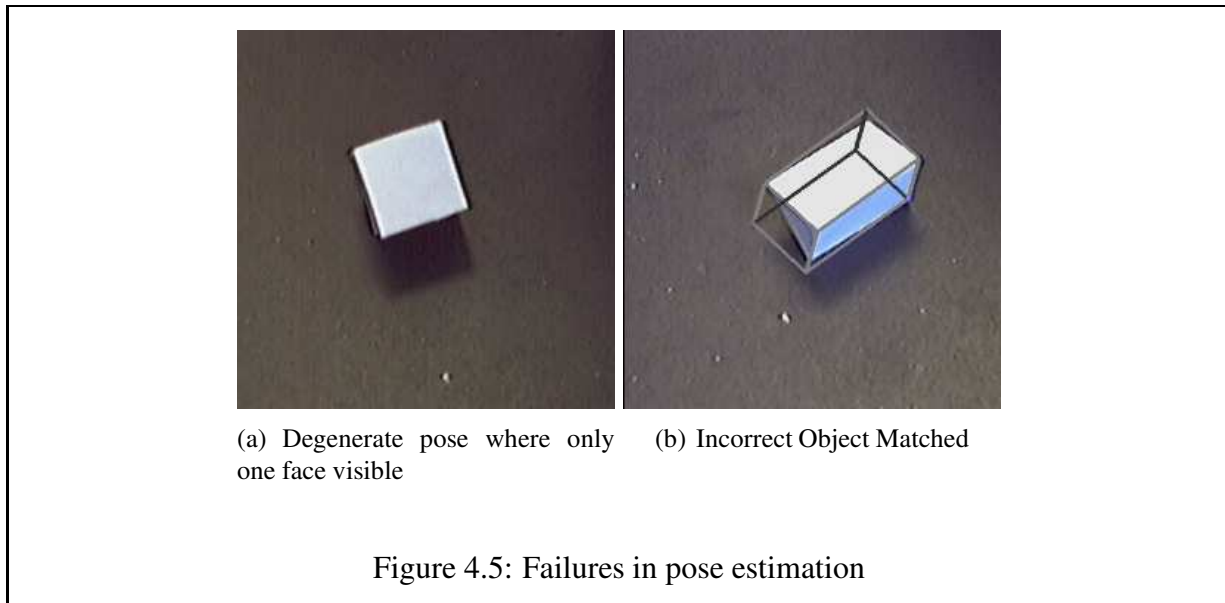 (a) Degenerate pose where only
one face visible
(b) Incorrect Object Matched
Figure 4.5: Failures in pose estimation